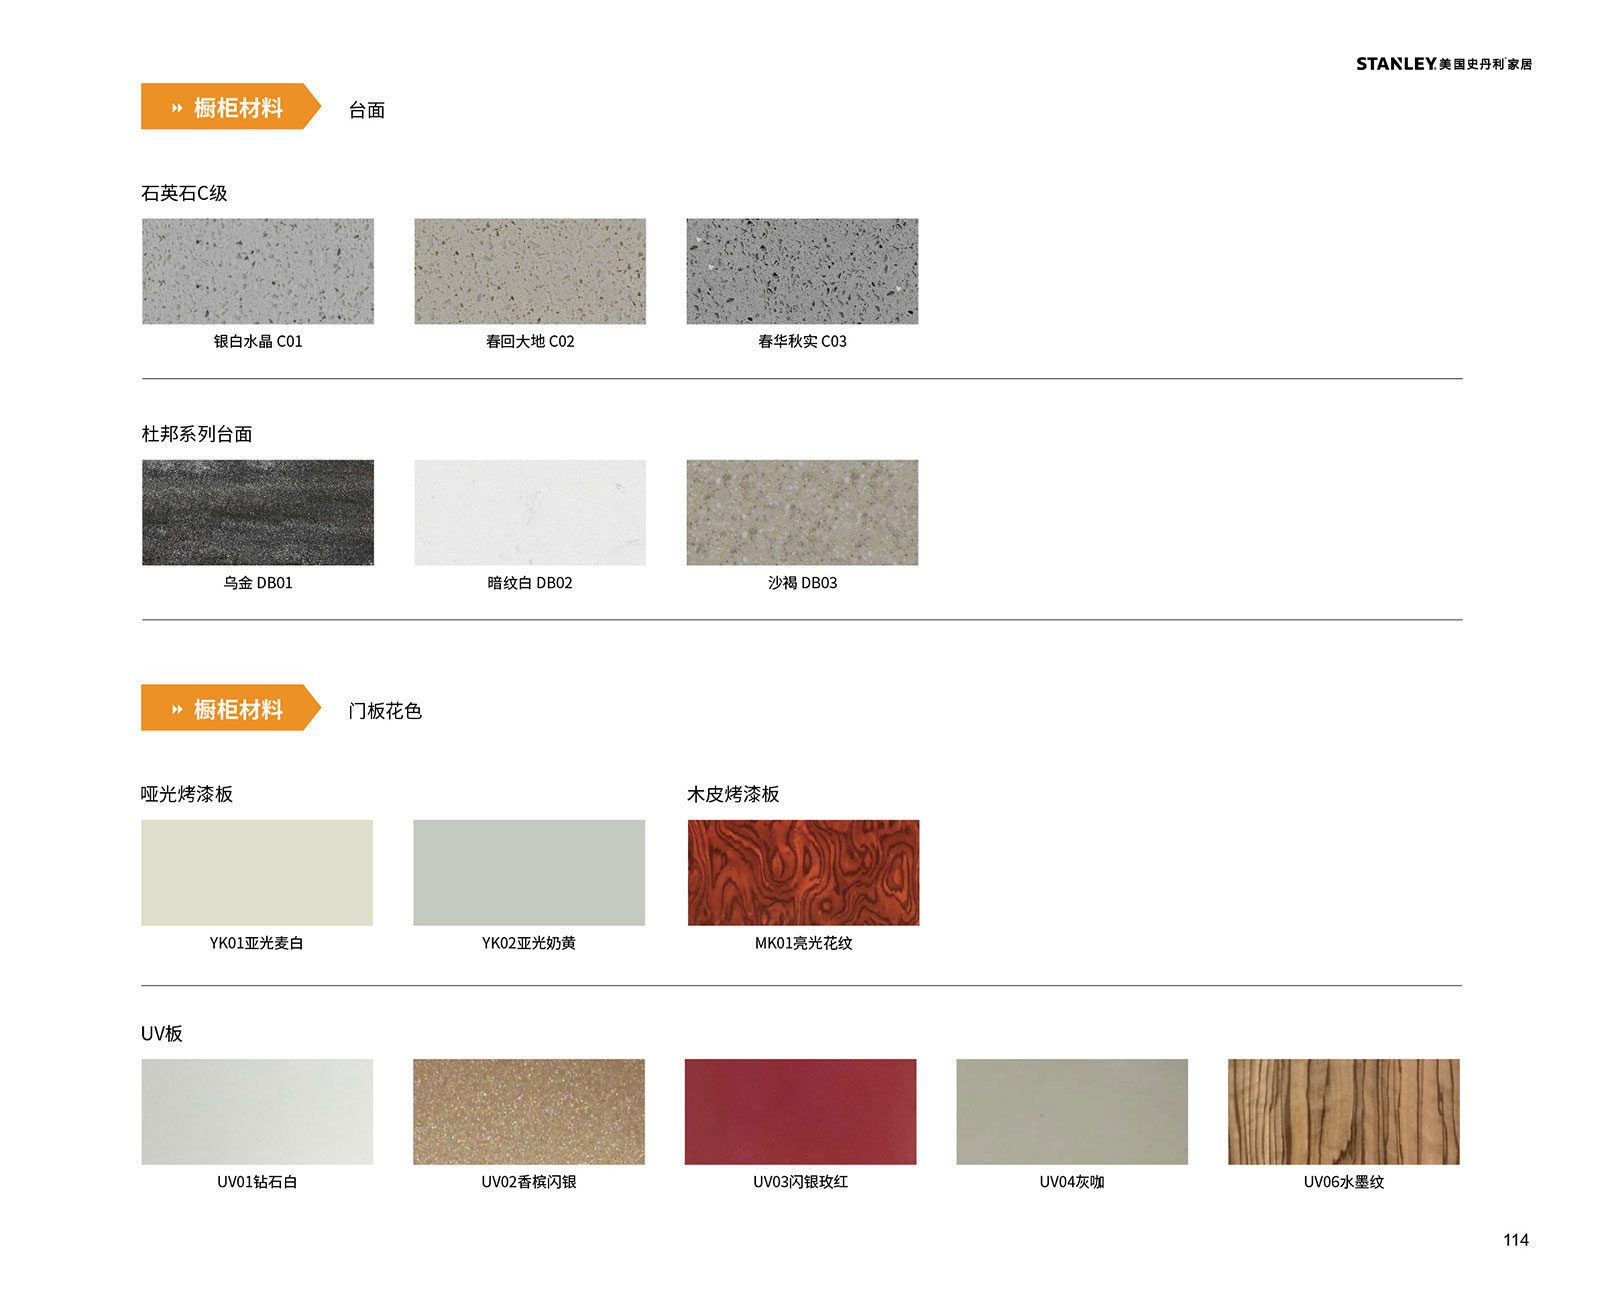 STANLEY 美国史丹利家居
橱柜材料
台面
石英石C级
银白水晶 C01
春回大地 C02
春华秋实 C03
杜邦系列台面
乌金 DB01
暗纹白 DB02
沙褐 DB03
橱柜材料
门板花色
哑光烤漆板
木皮烤漆板
YK01亚光麦白
YK02亚光奶黄
MK01亮光花纹
UV板
UV01钻石白
UV02香槟闪银
UV03闪银玫红
UV04灰咖
UV06水墨纹
114